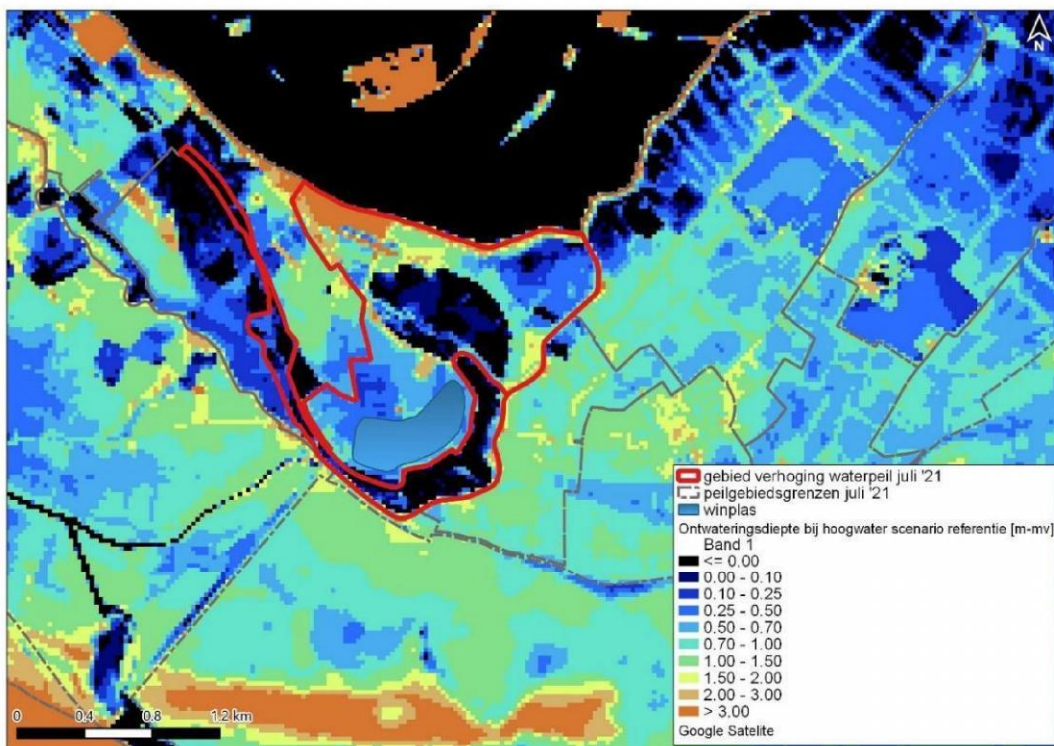 N
gebied verhoging waterpeil juli '21
peilgebiedsgrenzen juli '21
winplas
Ontwateringsdiepte bij hoogwater scenario referentie [m-mv]
Band 1
<= 0.00
0.00 - 0.10
0.10 - 0.25
0.25 - 0.50
0.50 - 0.70
0.70 - 1.00
1.00 - 1.50
1.50 - 2.00
2.00 - 3.00
> 3.00
Google Satelite
0 0.4 0.8 1.2 km